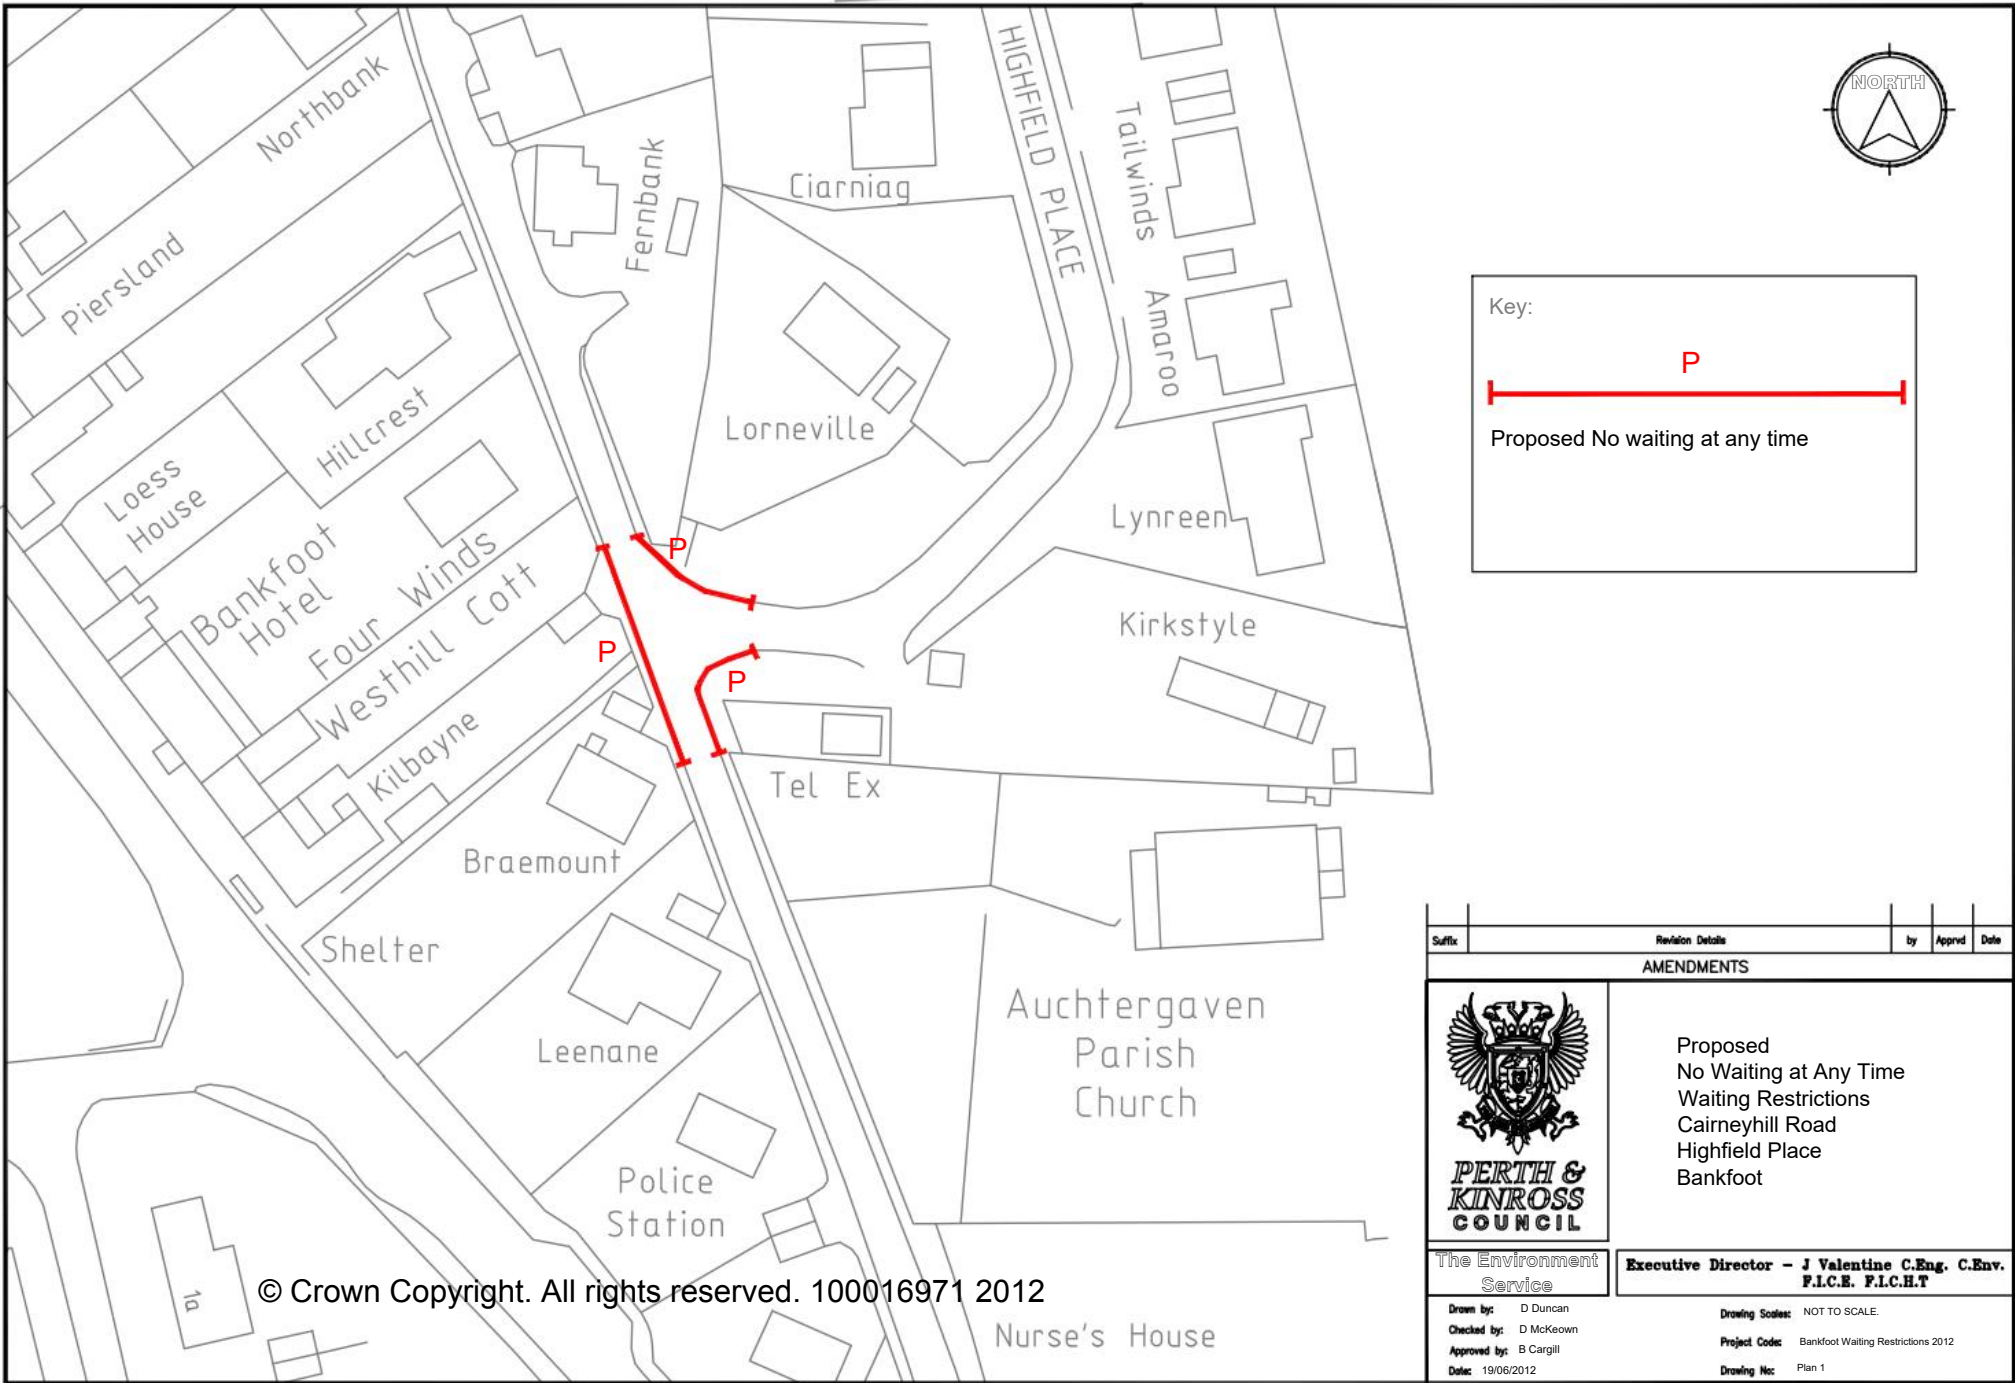 Northbank
Piersland
Fernbank
Ciarniag
HIGHFIELD PLACE
Tailwinds
Amaroo
NORTH
Key:
P
Proposed No waiting at any time
Lorneville
Hillcrest
Loess
House
Bankfoot
Hotel
Four Winds
Westhill Cott
Kilbayne
P
P
P
Lynreen
Kirkstyle
Tel Ex
Braemount
Shelter
Leenane
Auchtergaven
Parish
Church
Police
Station
1a
© Crown Copyright. All rights reserved. 100016971 2012
Nurse's House
Suffix Revision Details by Apprvd Date
AMENDMENTS
PERTH &
KINROSS
COUNCIL
Proposed
No Waiting at Any Time
Waiting Restrictions
Cairneyhill Road
Highfield Place
Bankfoot
The Environment
Service
Executive Director - J Valentine C.Eng. C.Env.
F.I.C.E. F.I.C.H.T
Drawn by: D Duncan
Checked by: D McKeown
Approved by: B Cargill
Date: 19/06/2012
Drawing Scales: NOT TO SCALE.
Project Code: Bankfoot Waiting Restrictions 2012
Drawing No: Plan 1